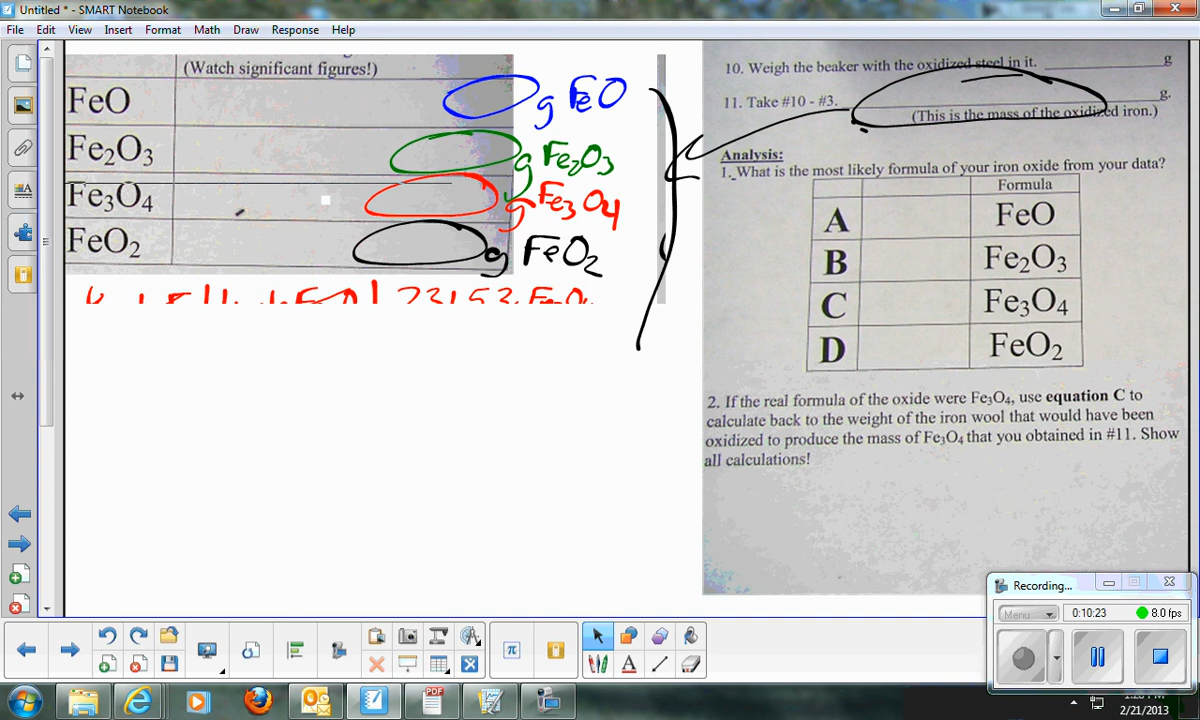 Untitled * - SMART Notebook
File Edit View Insert Format Math Draw Response Help
(Watch significant figures!)
FeO
g FeO
Fe2O3
g Fe2O3
Fe3O4
g Fe3O4
FeO2
g FeO2
10. Weigh the beaker with the oxidized steel in it. ____________ g
11. Take #10 - #3. ____________ g.
(This is the mass of the oxidized iron.)
Analysis:
1. What is the most likely formula of your iron oxide from your data?
Formula
A FeO
B Fe2O3
C Fe3O4
D FeO2
2. If the real formula of the oxide were Fe3O4, use equation C to
calculate back to the weight of the iron wool that would have been
oxidized to produce the mass of Fe3O4 that you obtained in #11. Show
all calculations!
Recording...
Menu 0:10:23 8.0 fps
π
A
PDF
2/21/2013